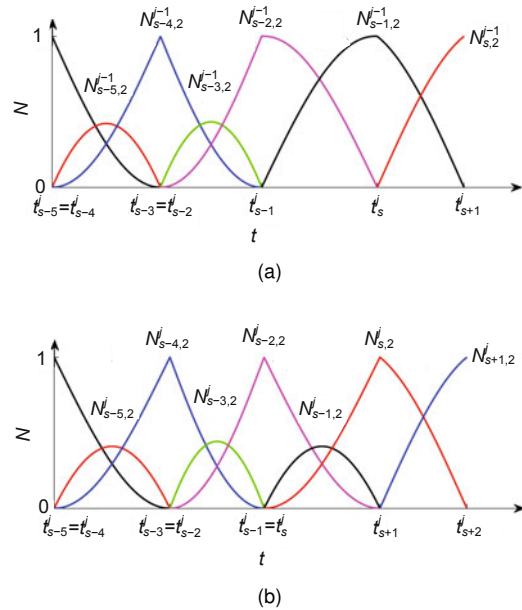 N^{j-1}_{s-4,2} N^{j-1}_{s-2,2} N^{j-1}_{s-1,2} N^{j-1}_{s,2}
1
N^{j-1}_{s-5,2} N^{j-1}_{s-3,2}
N
0
t^j_{s-5}=t^j_{s-4} t^j_{s-3}=t^j_{s-2} t^j_{s-1} t^j_s t^j_{s+1}
t
(a)
N^j_{s-4,2} N^j_{s-2,2} N^j_{s,2} N^j_{s+1,2}
1
N^j_{s-5,2} N^j_{s-3,2} N^j_{s-1,2}
N
0
t^j_{s-5}=t^j_{s-4} t^j_{s-3}=t^j_{s-2} t^j_{s-1}=t^j_s t^j_{s+1} t^j_{s+2}
t
(b)